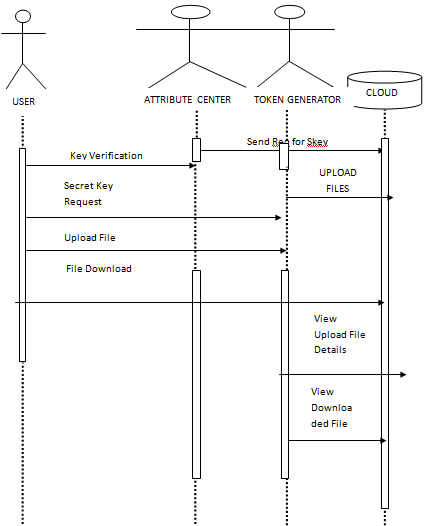 USER
ATTRIBUTE CENTER
TOKEN GENERATOR
CLOUD
Send Req for Skey
Key Verification
UPLOAD
FILES
Secret Key
Request
Upload File
File Download
View
Upload File
Details
View
Downloa
ded File